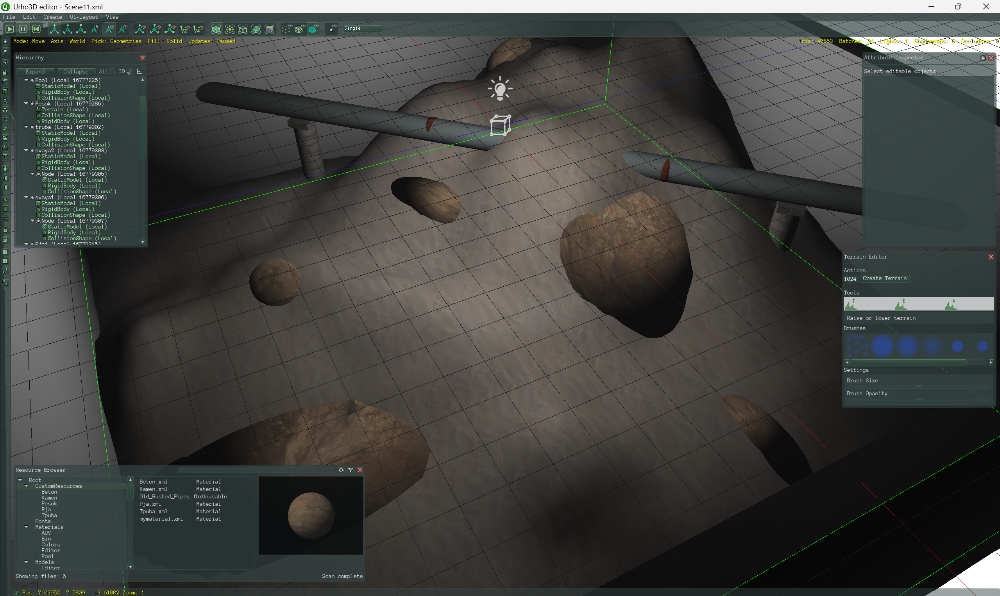 Urho3D editor - Scene11.xml
File Edit Create UI-layout View
1/2? 1/4? Single
Mode: Move Axis: World Pick: Geometries Fill: Solid Updates: Paused
Tris: 40853 Batches: 24 Lights: 1 Shadowmaps: 0 Occluders: 0
Hierarchy
Expand Collapse All ID
Pool (Local 16777225)
StaticModel (Local)
RigidBody (Local)
CollisionShape (Local)
Pesok (Local 16779286)
Terrain (Local)
CollisionShape (Local)
RigidBody (Local)
truba (Local 16779302)
StaticModel (Local)
RigidBody (Local)
CollisionShape (Local)
svaya2 (Local 16779303)
StaticModel (Local)
RigidBody (Local)
CollisionShape (Local)
Node (Local 16779305)
StaticModel (Local)
RigidBody (Local)
CollisionShape (Local)
svaya1 (Local 16779306)
StaticModel (Local)
RigidBody (Local)
CollisionShape (Local)
Node (Local 16779307)
StaticModel (Local)
RigidBody (Local)
CollisionShape (Local)
Pja1 (Local 16779315)
Attribute inspector
Select editable objects
Terrain Editor
Actions
1024 Create Terrain
Tools
Raise or lower terrain
Brushes
Settings
Brush Size
Brush Opacity
Resource Browser
Root
CustomResources
Beton
Kamen
Pesok
Pja
Tpuba
Fonts
Materials
AUV
Bin
Colors
Editor
Pool
Models
Editor
Beton.xml Material
Kamen.xml Material
Old_Rusted_Pipes.fbxUnusable
Pja.xml Material
Tpuba.xml Material
mymaterial.xml Material
Showing files: 6
Scan complete
Pos: 7.03952 7.5809 -3.61802 Zoom: 1